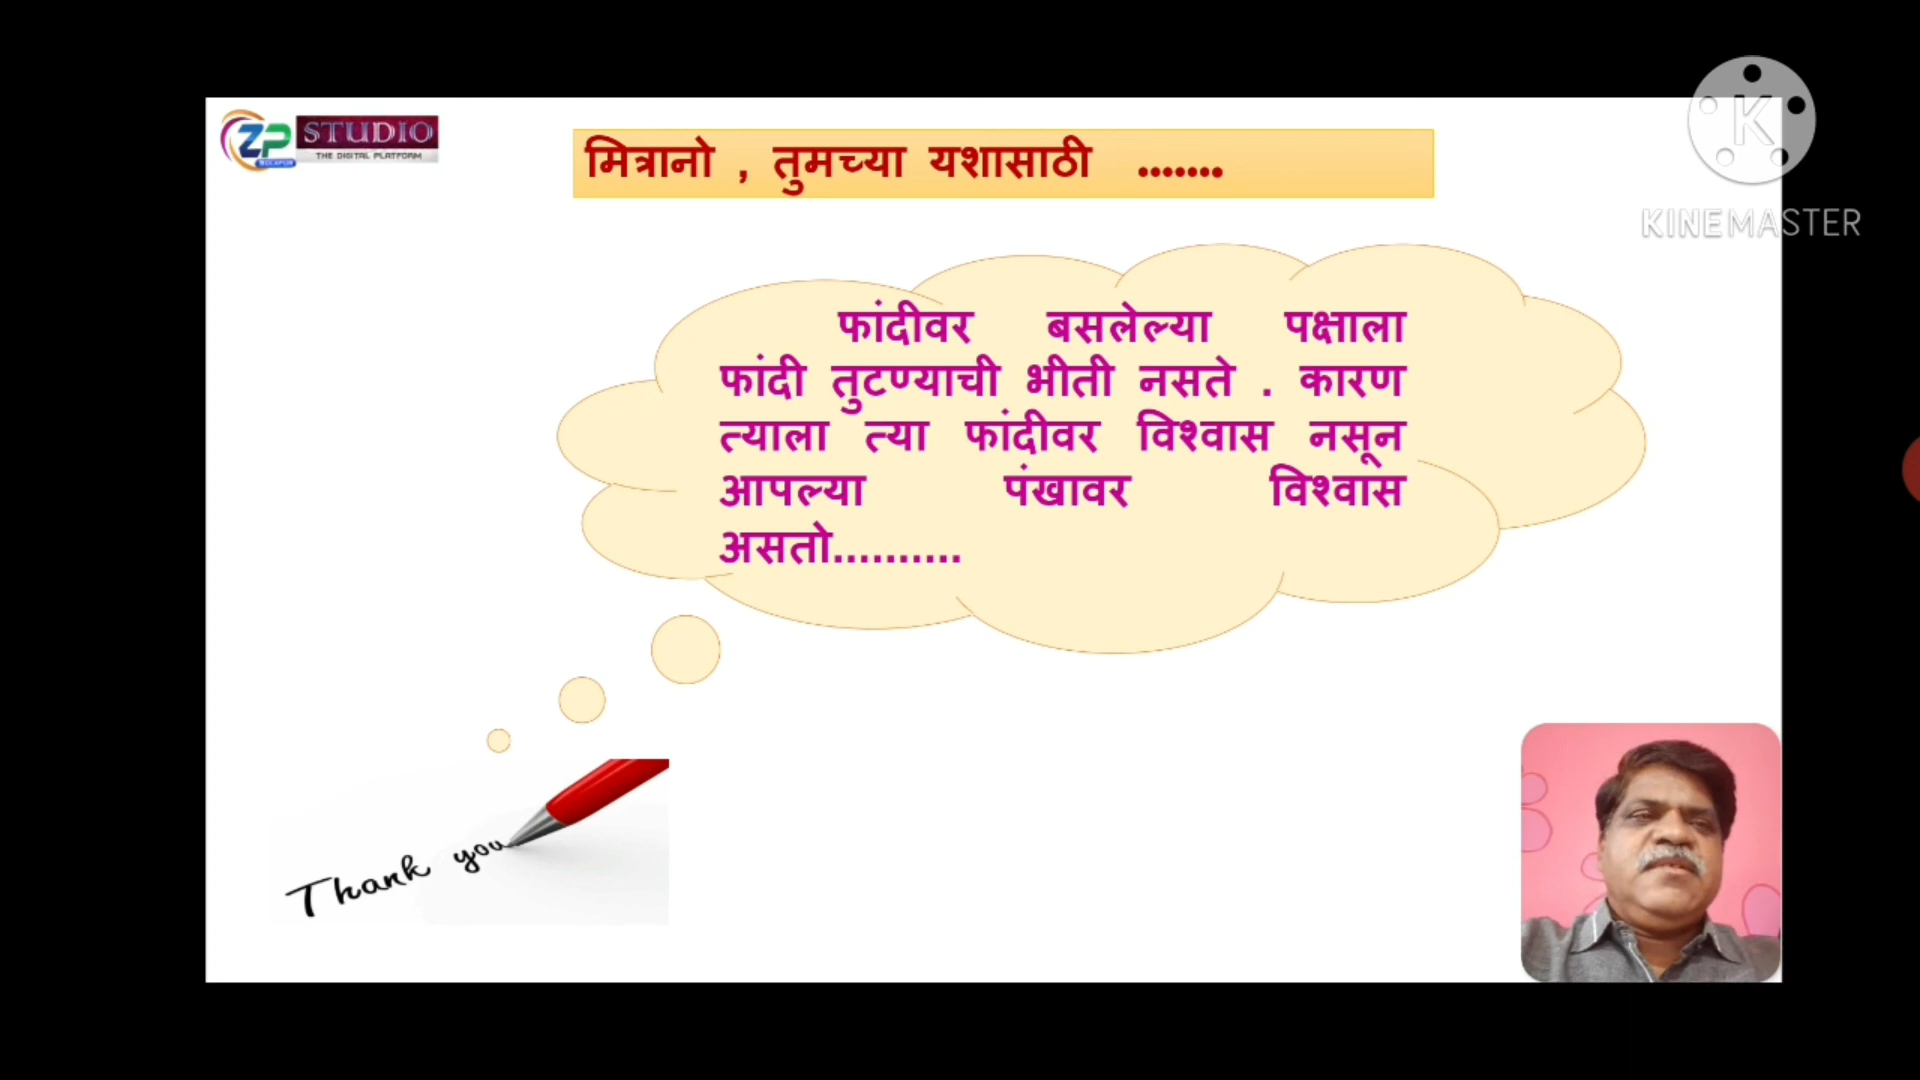 ZP STUDIO
THE DIGITAL PLATFORM
SOLAPUR
K
KINEMASTER
मित्रानो , तुमच्या यशासाठी .......
फांदीवर बसलेल्या पक्षाला
फांदी तुटण्याची भीती नसते . कारण
त्याला त्या फांदीवर विश्वास नसून
आपल्या पंखावर विश्वास
असतो..........
Thank you